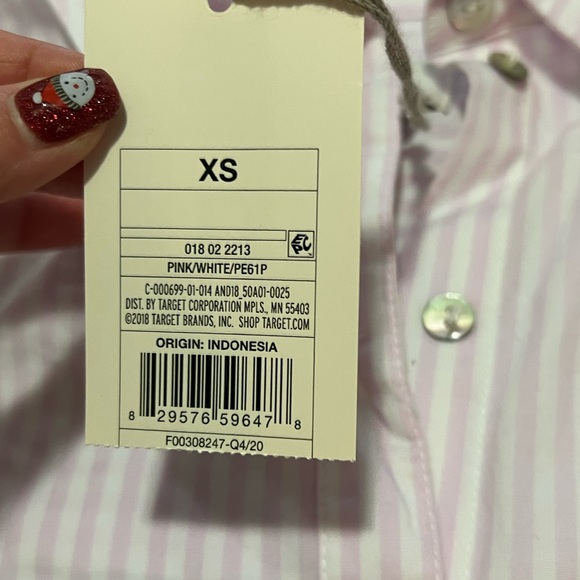 XS
018 02 2213
PINK/WHITE/PE61P
C-000699-01-014 AND18_50A01-0025
DIST. BY TARGET CORPORATION MPLS., MN 55403
©2018 TARGET BRANDS, INC. SHOP TARGET.COM
ORIGIN: INDONESIA
8 29576 59647 8
F00308247-Q4/20